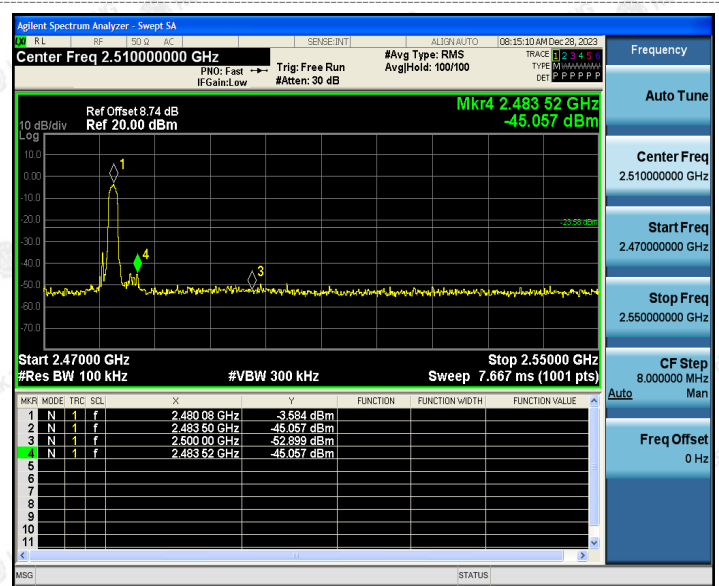 Agilent Spectrum Analyzer - Swept SA
LXI RL RF 50 Ω AC SENSE:INT ALIGN AUTO 08:15:10 AM Dec 28, 2023
Center Freq 2.510000000 GHz
PNO: Fast
IFGain:Low
Trig: Free Run
#Atten: 30 dB
#Avg Type: RMS
Avg|Hold: 100/100
TRACE 1 2 3 4 5 6
TYPE MWWWWW
DET P P P P P P
Frequency
Auto Tune
Center Freq
2.510000000 GHz
Start Freq
2.470000000 GHz
Stop Freq
2.550000000 GHz
CF Step
8.000000 MHz
Auto Man
Freq Offset
0 Hz
Mkr4 2.483 52 GHz
-45.057 dBm
Ref Offset 8.74 dB
10 dB/div Ref 20.00 dBm
Log
10.0
0.00
-10.0
-20.0
-30.0
-40.0
-50.0
-60.0
-70.0
1
4
3
-23.58 dBm
Start 2.47000 GHz Stop 2.55000 GHz
#Res BW 100 kHz #VBW 300 kHz Sweep 7.667 ms (1001 pts)
MKR MODE TRC SCL X Y FUNCTION FUNCTION WIDTH FUNCTION VALUE
1 N 1 f 2.480 08 GHz -3.584 dBm
2 N 1 f 2.483 50 GHz -45.057 dBm
3 N 1 f 2.500 00 GHz -52.899 dBm
4 N 1 f 2.483 52 GHz -45.057 dBm
5
6
7
8
9
10
11
MSG STATUS